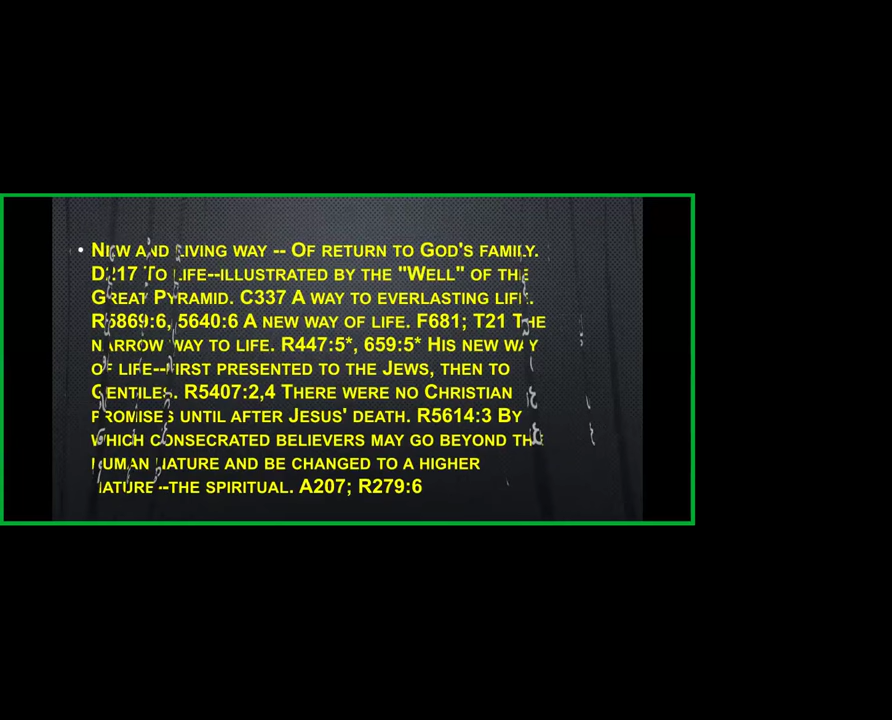 • NEW AND LIVING WAY -- OF RETURN TO GOD'S FAMILY.
D217 TO LIFE--ILLUSTRATED BY THE "WELL" OF THE
GREAT PYRAMID. C337 A WAY TO EVERLASTING LIFE.
R5869:6, 5640:6 A NEW WAY OF LIFE. F681; T21 THE
NARROW WAY TO LIFE. R447:5*, 659:5* HIS NEW WAY
OF LIFE--FIRST PRESENTED TO THE JEWS, THEN TO
GENTILES. R5407:2,4 THERE WERE NO CHRISTIAN
PROMISES UNTIL AFTER JESUS' DEATH. R5614:3 BY
WHICH CONSECRATED BELIEVERS MAY GO BEYOND THE
HUMAN NATURE AND BE CHANGED TO A HIGHER
NATURE--THE SPIRITUAL. A207; R279:6